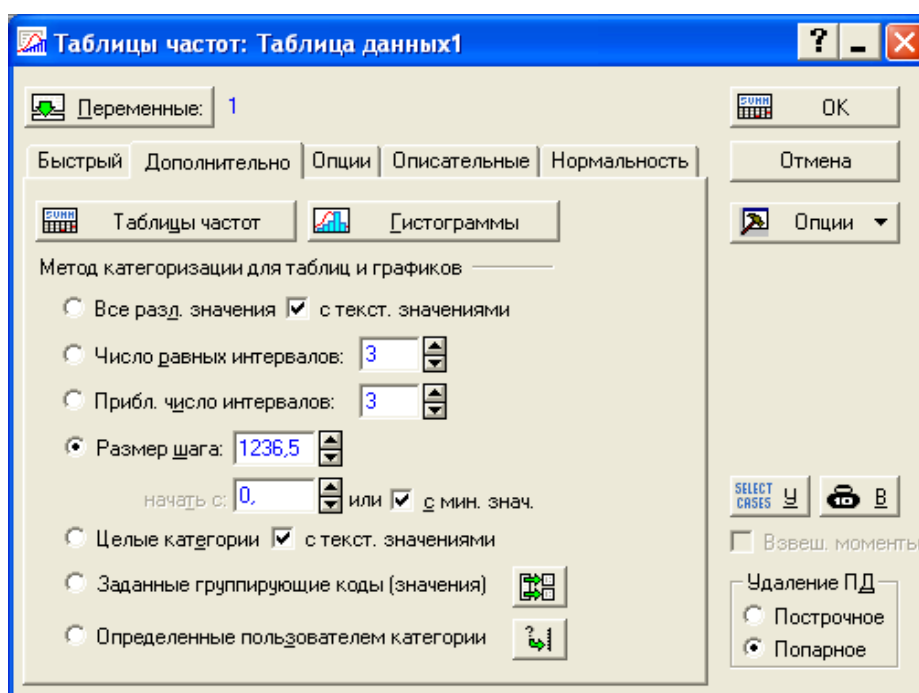 Таблицы частот: Таблица данных1
? _ X
Переменные: 1
SUMM OK
Быстрый Дополнительно Опции Описательные Нормальность
Отмена
SUMM Таблицы частот Гистограммы
Опции
Метод категоризации для таблиц и графиков
Все разд. значения с текст. значениями
Число равных интервалов: 3
Прибл. число интервалов: 3
Размер шага: 1236,5
начать с: 0, или с мин. знач.
SELECT CASES У В
Целые категории с текст. значениями
Взвеш. моменты
Заданные группирующие коды (значения)
Удаление ПД
Построчное
Определенные пользователем категории
Попарное